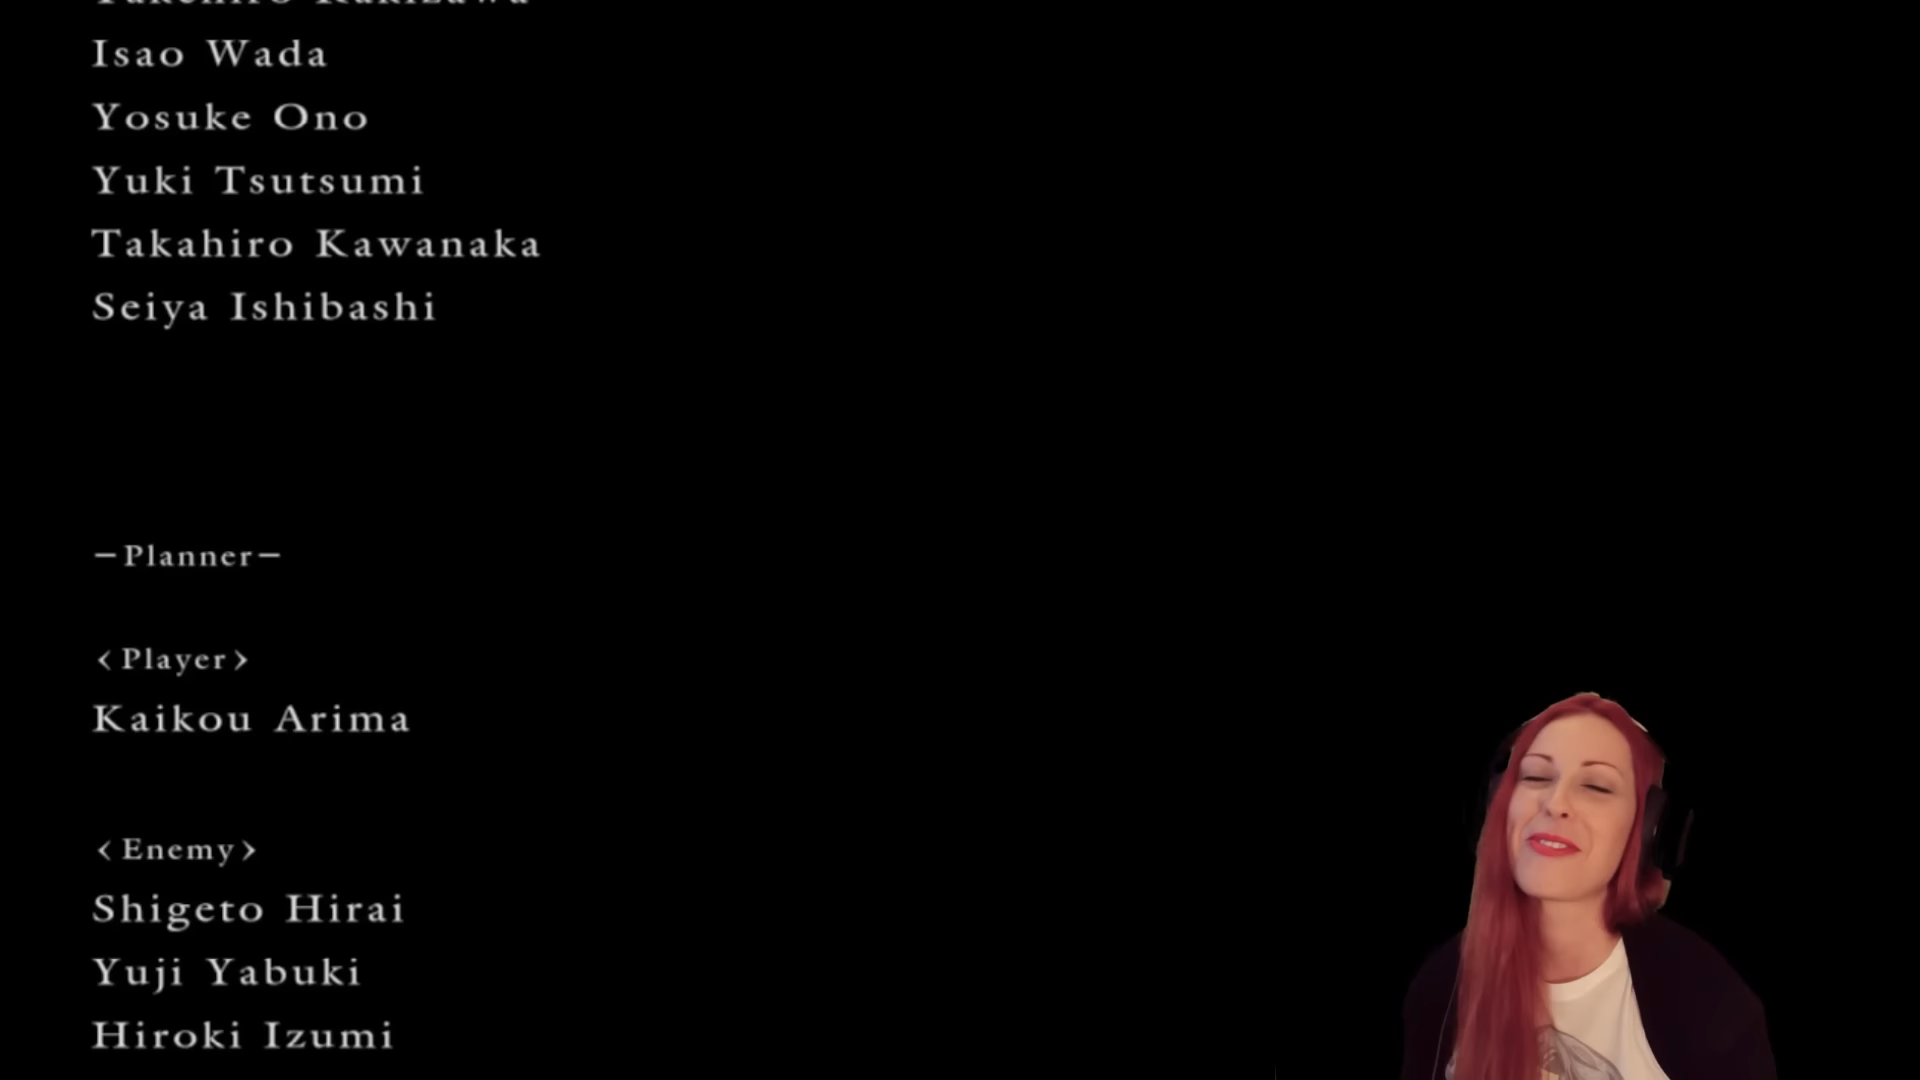 Isao Wada
Yosuke Ono
Yuki Tsutsumi
Takahiro Kawanaka
Seiya Ishibashi
—Planner—
‹Player›
Kaikou Arima
‹Enemy›
Shigeto Hirai
Yuji Yabuki
Hiroki Izumi